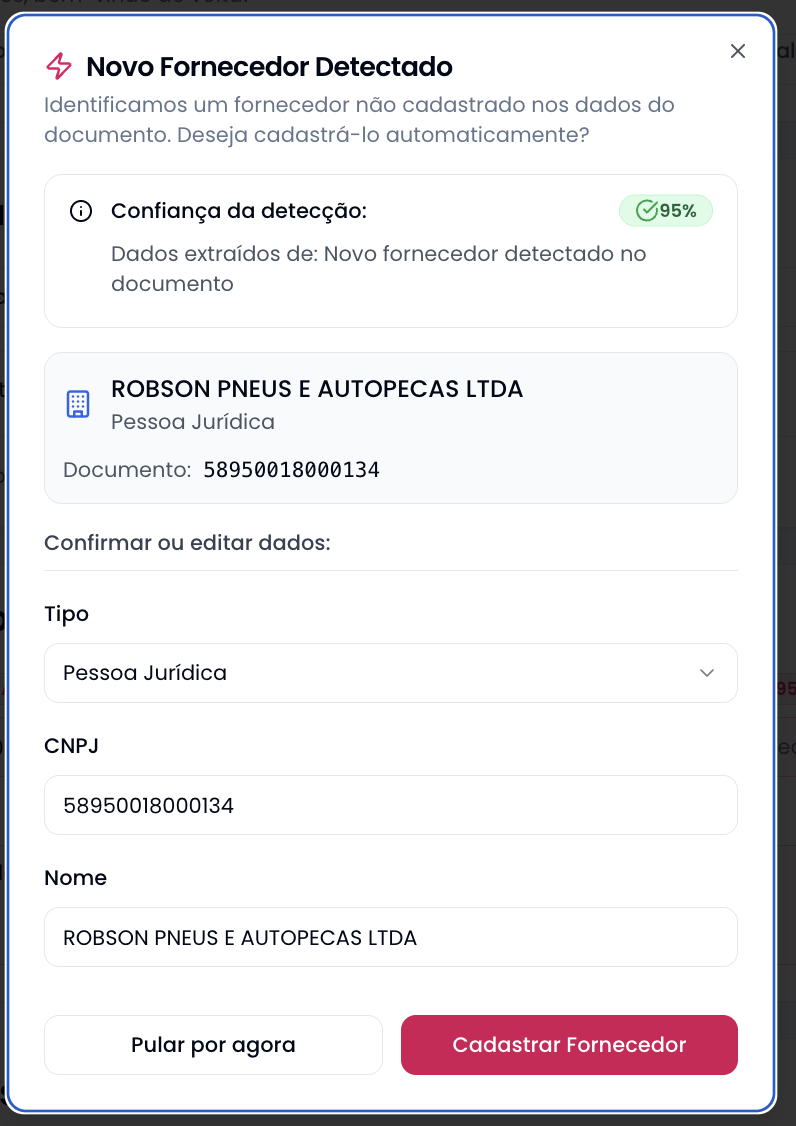 Novo Fornecedor Detectado
Identificamos um fornecedor não cadastrado nos dados do
documento. Deseja cadastrá-lo automaticamente?
Confiança da detecção:
95%
Dados extraídos de: Novo fornecedor detectado no
documento
ROBSON PNEUS E AUTOPECAS LTDA
Pessoa Jurídica
Documento: 58950018000134
Confirmar ou editar dados:
Tipo
Pessoa Jurídica
CNPJ
58950018000134
Nome
ROBSON PNEUS E AUTOPECAS LTDA
Pular por agora
Cadastrar Fornecedor